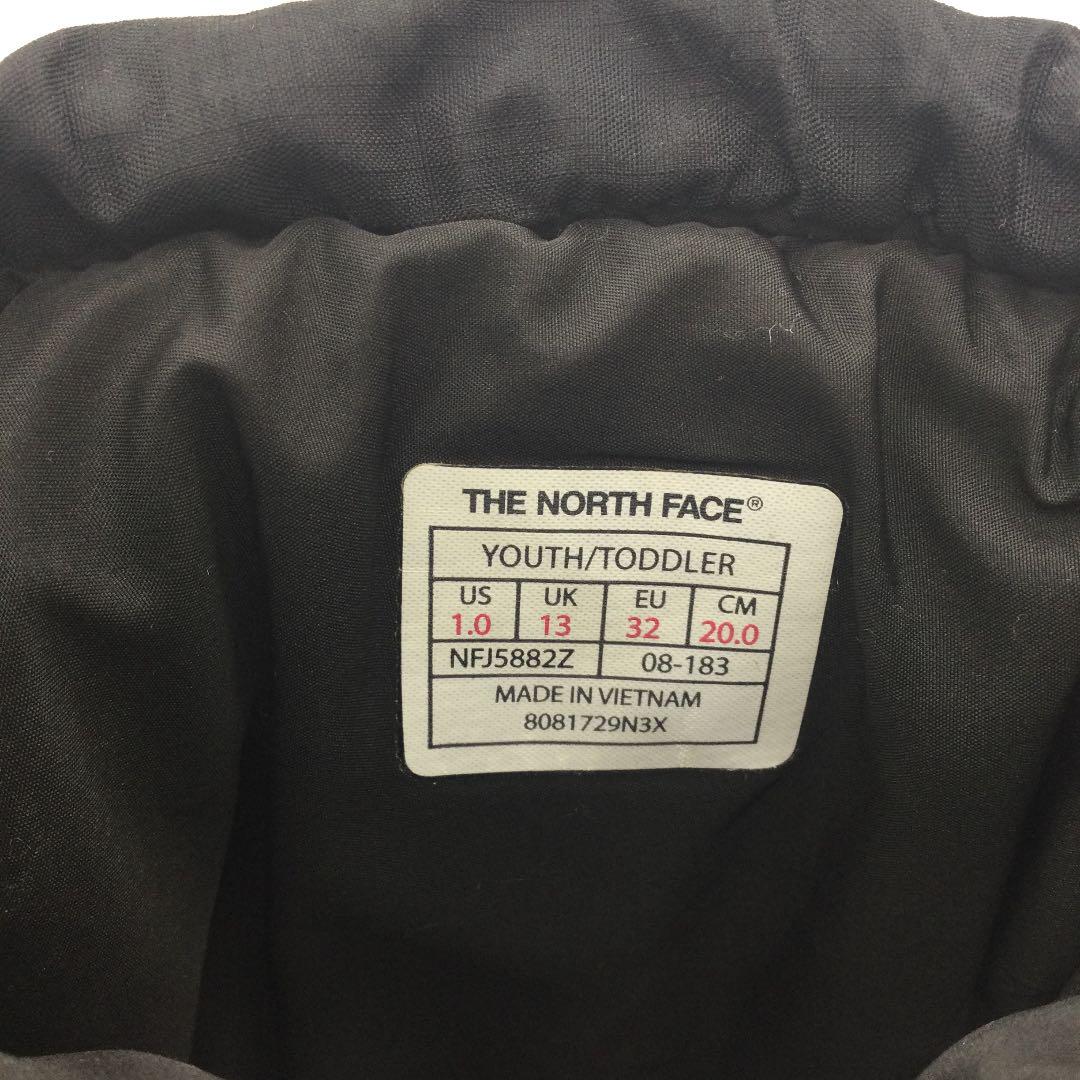 THE NORTH FACE®
YOUTH/TODDLER
US UK EU CM
1.0 13 32 20.0
NFJ5882Z 08-183
MADE IN VIETNAM
8081729N3X